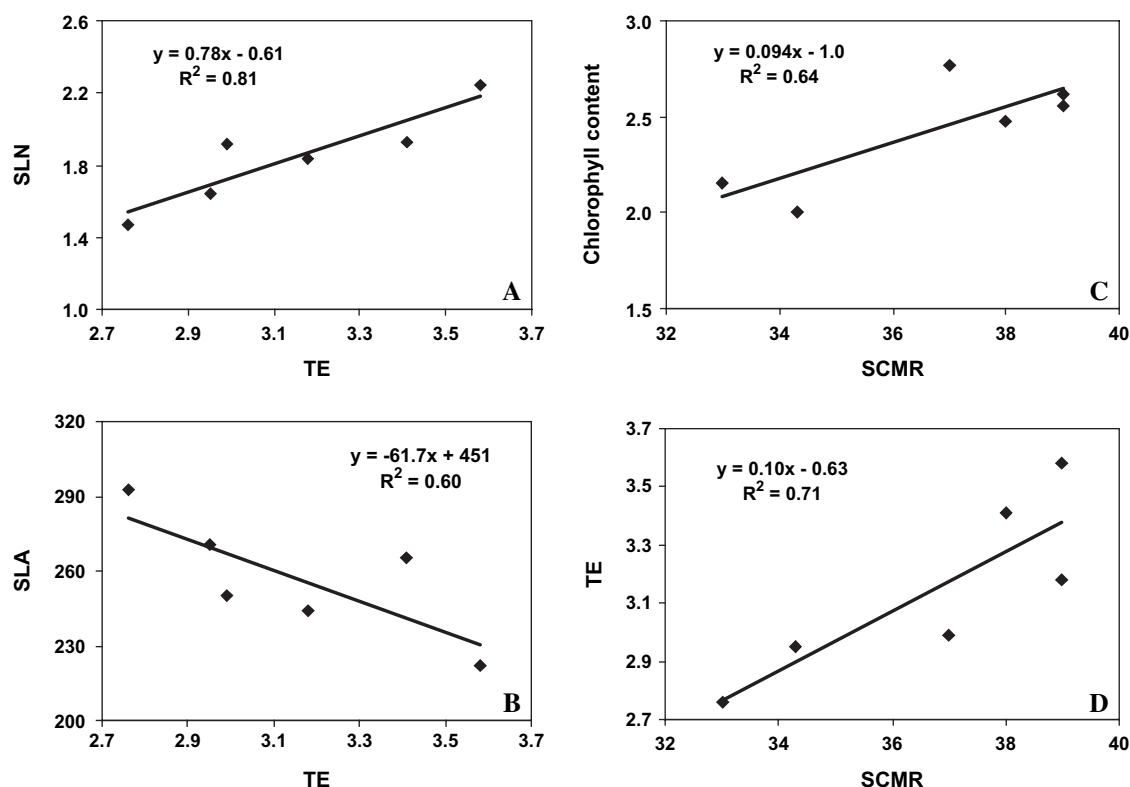 y = 0.78x - 0.61
R² = 0.81
SLN
2.6
2.2
1.8
1.4
1.0
2.7 2.9 3.1 3.3 3.5 3.7
TE
A
y = 0.094x - 1.0
R² = 0.64
Chlorophyll content
3.0
2.5
2.0
1.5
32 34 36 38 40
SCMR
C
y = -61.7x + 451
R² = 0.60
SLA
320
290
260
230
200
2.7 2.9 3.1 3.3 3.5 3.7
TE
B
y = 0.10x - 0.63
R² = 0.71
TE
3.7
3.5
3.3
3.1
2.9
2.7
32 34 36 38 40
SCMR
D